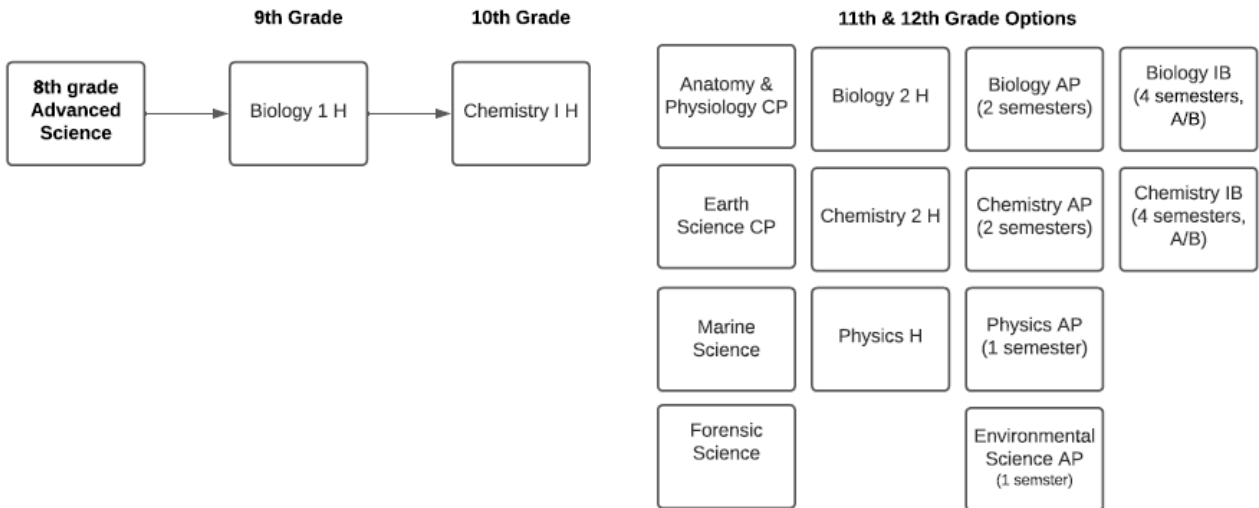 9th Grade
10th Grade
11th & 12th Grade Options
8th grade
Advanced
Science
Biology 1 H
Chemistry I H
Anatomy &
Physiology CP
Biology 2 H
Biology AP
(2 semesters)
Biology IB
(4 semesters,
A/B)
Earth
Science CP
Chemistry 2 H
Chemistry AP
(2 semesters)
Chemistry IB
(4 semesters,
A/B)
Marine
Science
Physics H
Physics AP
(1 semester)
Forensic
Science
Environmental
Science AP
(1 semster)